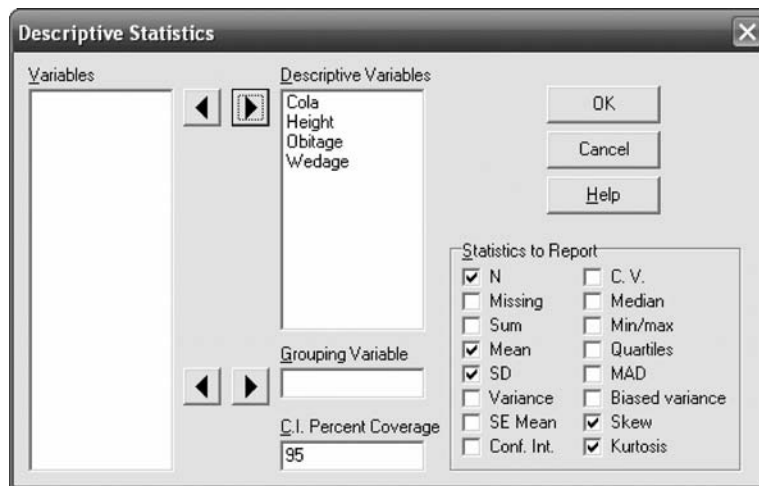 Descriptive Statistics
Variables
Descriptive Variables
Cola
Height
Obitage
Wedage
OK
Cancel
Help
Grouping Variable
C.I. Percent Coverage
95
Statistics to Report
N
Missing
Sum
Mean
SD
Variance
SE Mean
Conf. Int.
C. V.
Median
Min/max
Quartiles
MAD
Biased variance
Skew
Kurtosis